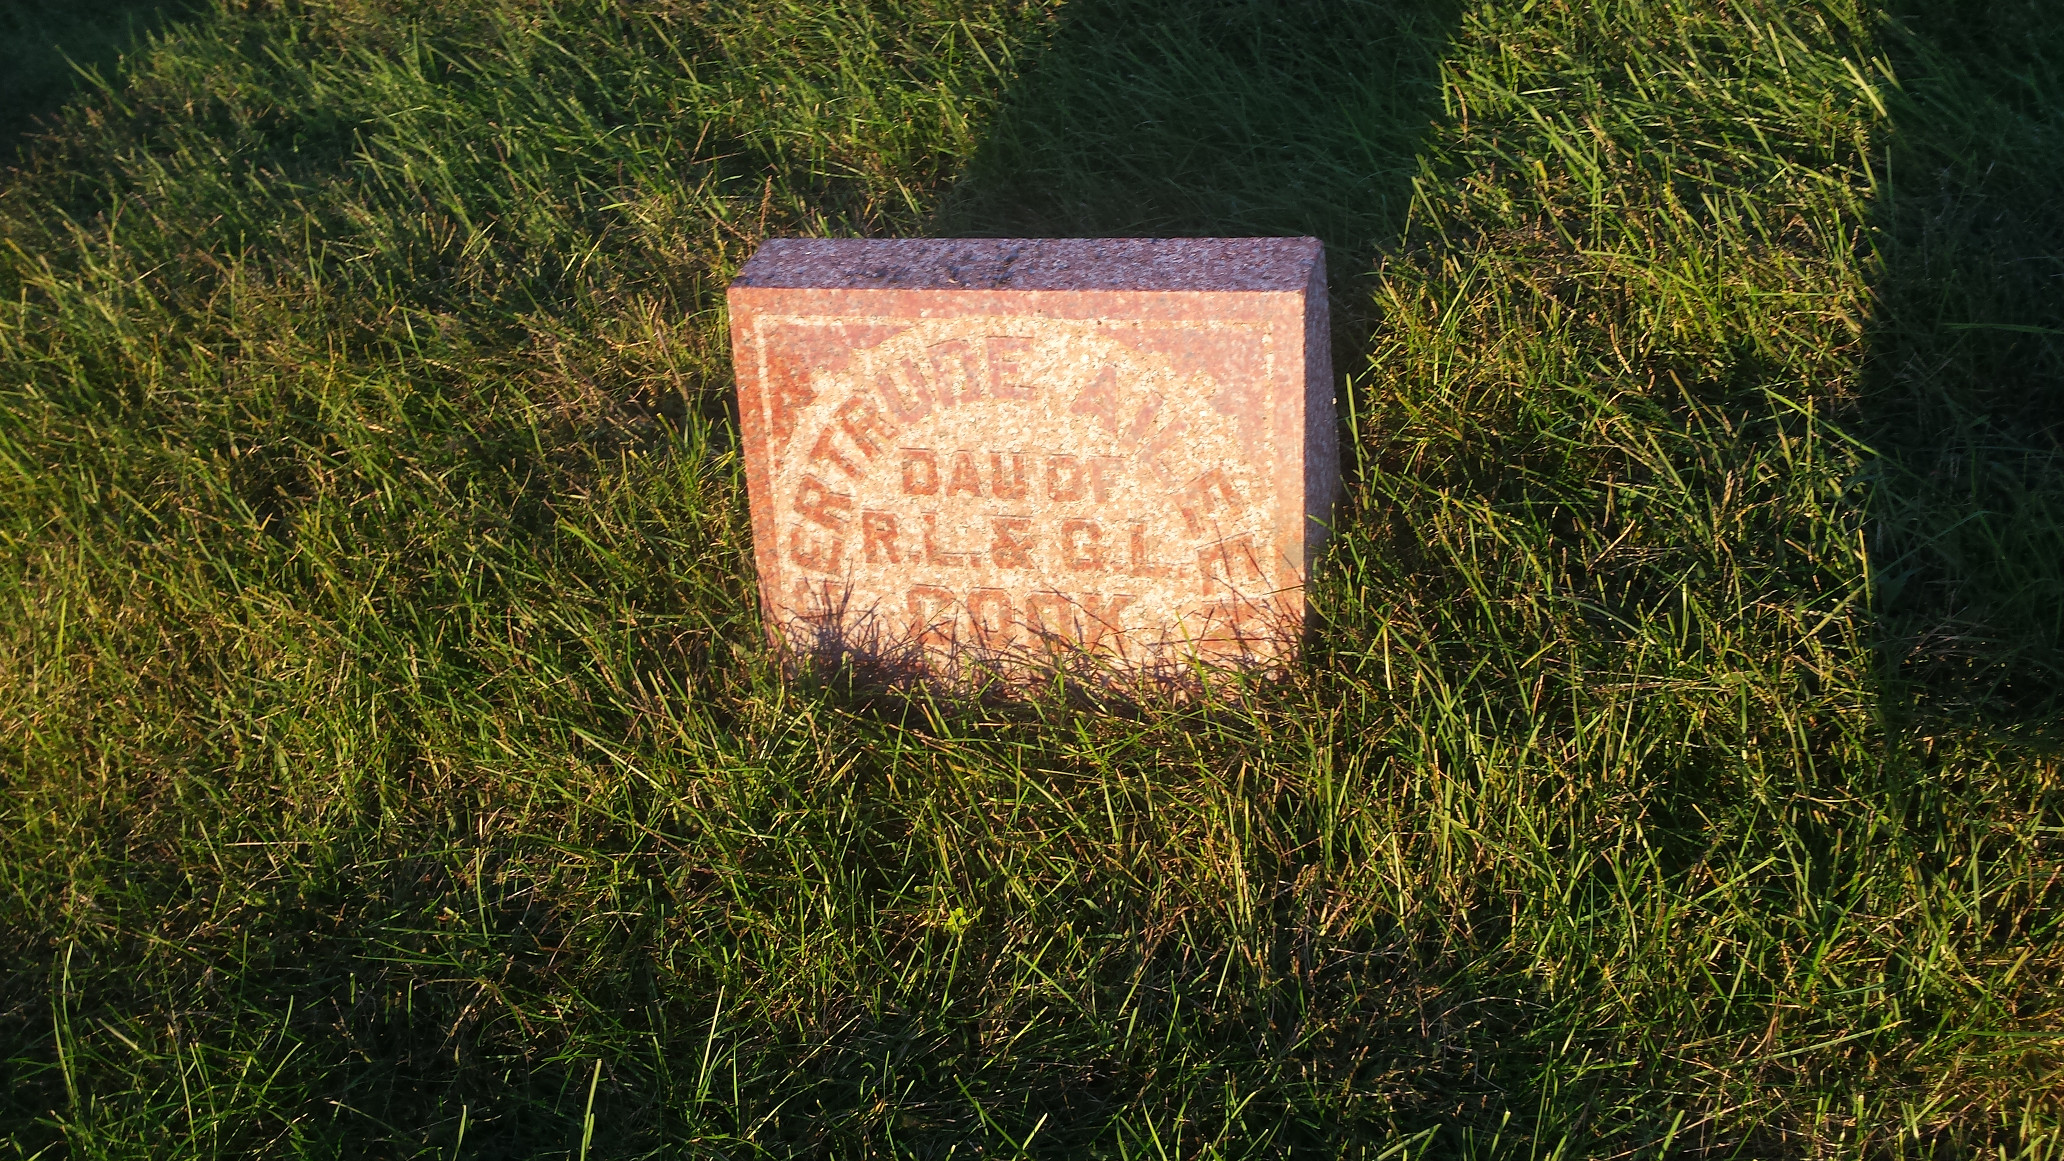 GERTRUDE AILEEN
DAU OF
R.L. & G.L.
COOK